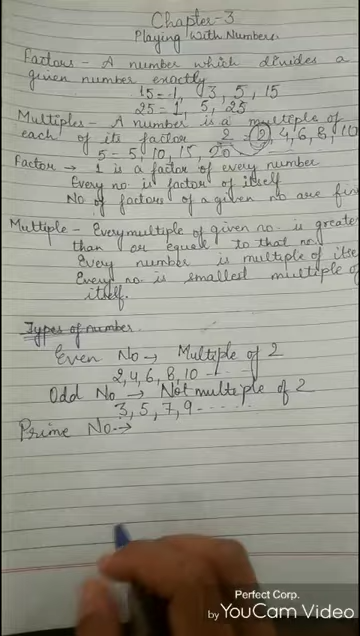 Chapter-3
Playing With Numbers
Factors - A number which divides a
given number exactly
15 = 1, 3, 5, 15
25 = 1, 5, 25
Multiples - A number is a multiple of
each of its factor 2 = 2, 4, 6, 8, 10
5 = 5, 10, 15, 20
Factor → 1 is a factor of every number
Every no. is factor of itself
No of factors of a given no are fin
Multiple - Every multiple of given no. is greate
than or equal to that no.
Every number is multiple of itse
Every no. is smallest multiple of
itself.
Types of number
Even No → Multiple of 2
2, 4, 6, 8, 10 - - - -
Odd No → Not multiple of 2
3, 5, 7, 9 - - - - -
Prime No. →
Perfect Corp.
by YouCam Video